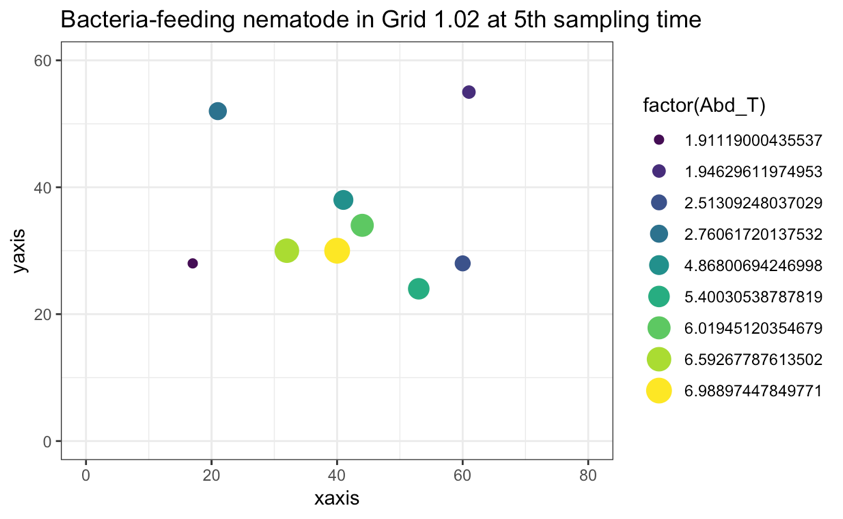 Bacteria-feeding nematode in Grid 1.02 at 5th sampling time
60
40
20
0
yaxis
0 20 40 60 80
xaxis
factor(Abd_T)
1.91119000435537
1.94629611974953
2.51309248037029
2.76061720137532
4.86800694246998
5.40030538787819
6.01945120354679
6.59267787613502
6.98897447849771